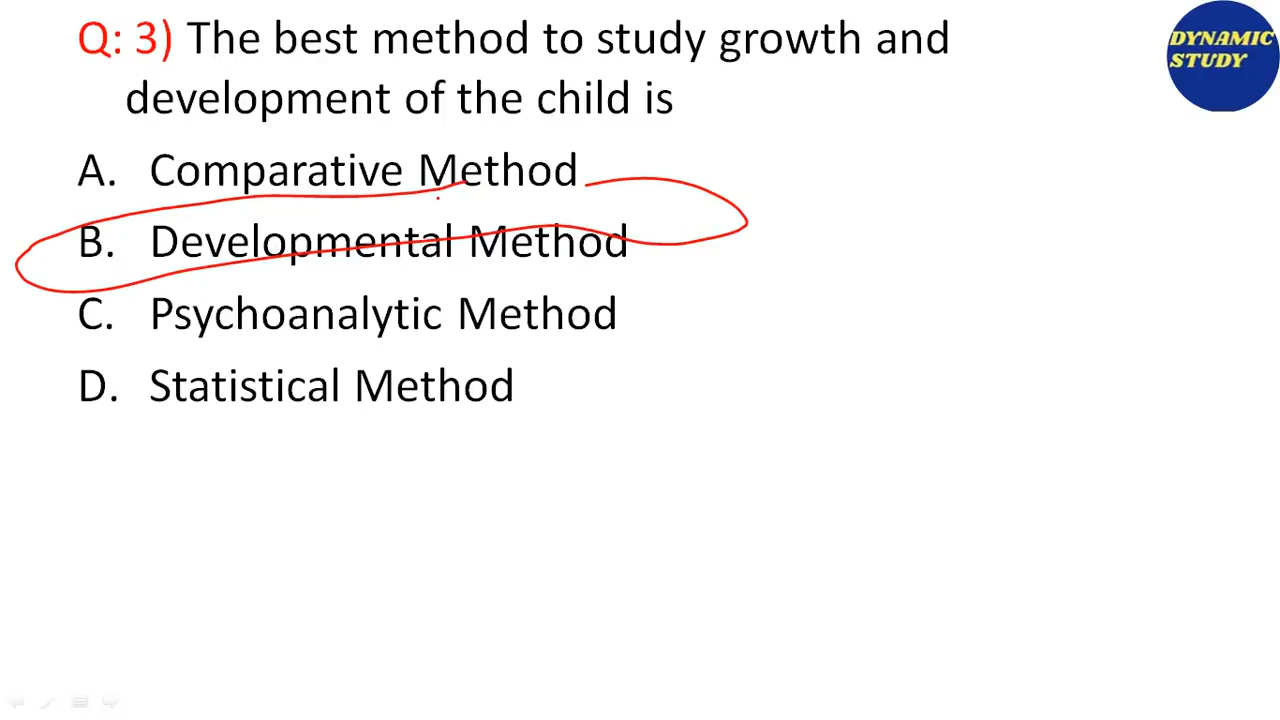 Q: 3) The best method to study growth and
development of the child is
A. Comparative Method
B. Developmental Method
C. Psychoanalytic Method
D. Statistical Method
DYNAMIC
STUDY